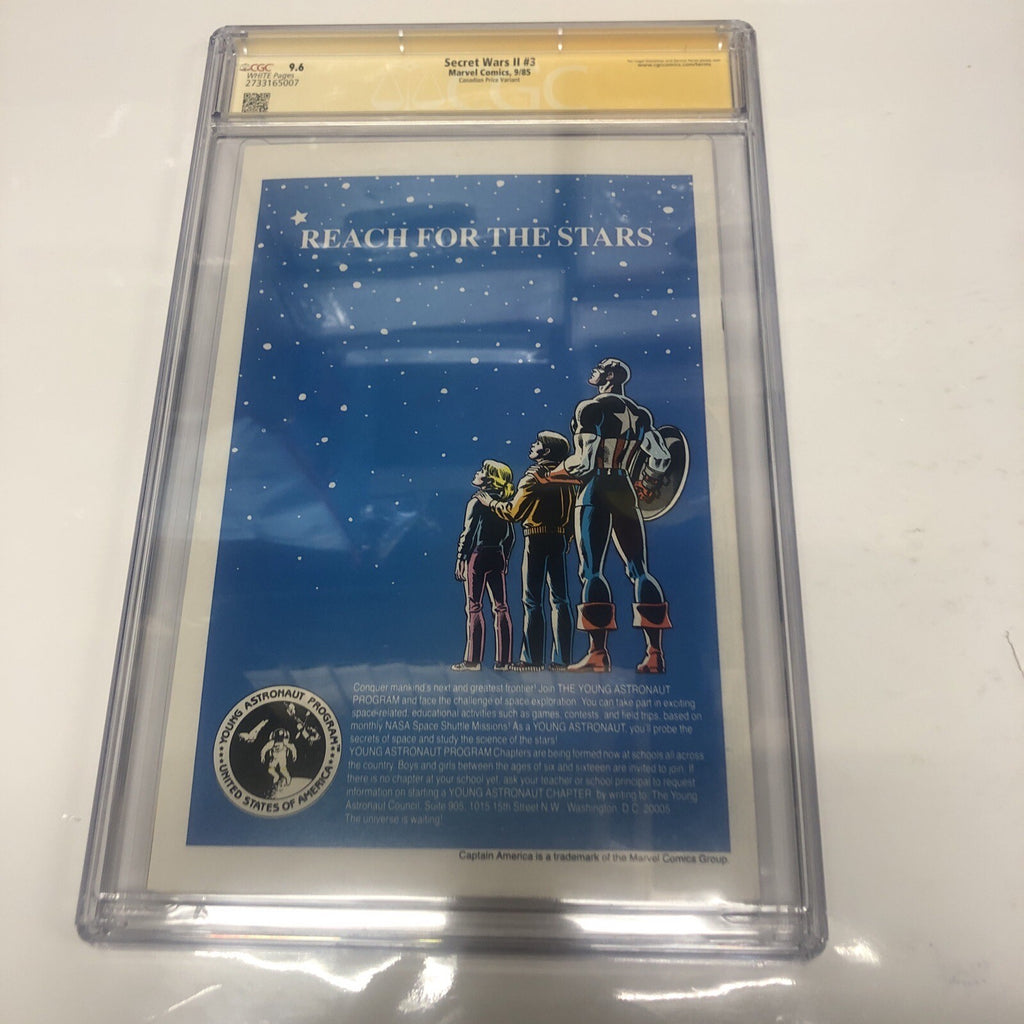 CGC 9.6
WHITE Pages
2733165007
Secret Wars II #3
Marvel Comics, 9/85
Canadian Price Variant
www.cgccomics.com/terms
CGC
REACH FOR THE STARS
Conquer mankind's next and greatest frontier! Join THE YOUNG ASTRONAUT
PROGRAM and face the challenge of space exploration. You can take part in exciting
space-related, educational activities such as games, contests, and field trips, based on
monthly NASA Space Shuttle Missions! As a YOUNG ASTRONAUT, you'll probe the
secrets of space and study the science of the stars!
YOUNG ASTRONAUT PROGRAM Chapters are being formed now at schools all across
the country. Boys and girls between the ages of six and sixteeen are invited to join. If
there is no chapter at your school yet, ask your teacher or school principal to request
information on starting a YOUNG ASTRONAUT CHAPTER by writing to: The Young
Astronaut Council, Suite 905, 1015 15th Street N.W. Washington, D.C. 20005
The universe is waiting!
YOUNG ASTRONAUT PROGRAM TM
UNITED STATES OF AMERICA
Captain America is a trademark of the Marvel Comics Group.